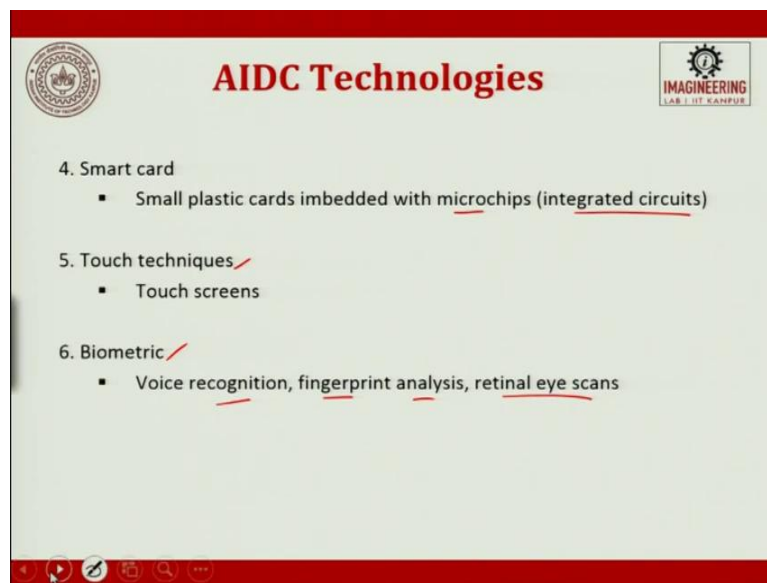 AIDC Technologies
IMAGINEERING
LAB | IIT KANPUR
4. Smart card
▪ Small plastic cards imbedded with microchips (integrated circuits)
5. Touch techniques
▪ Touch screens
6. Biometric
▪ Voice recognition, fingerprint analysis, retinal eye scans